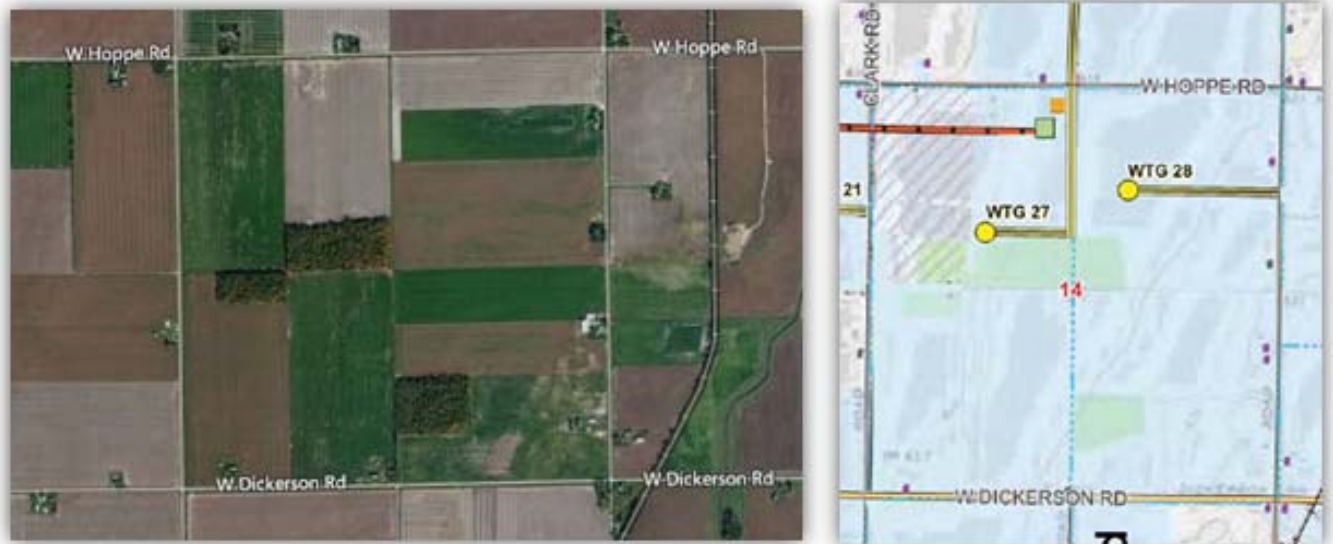 W Hoppe Rd
W Hoppe Rd
W Dickerson Rd
W Dickerson Rd
CLARK RD
W HOPPE RD
WTG 28
21
WTG 27
14
W DICKERSON RD